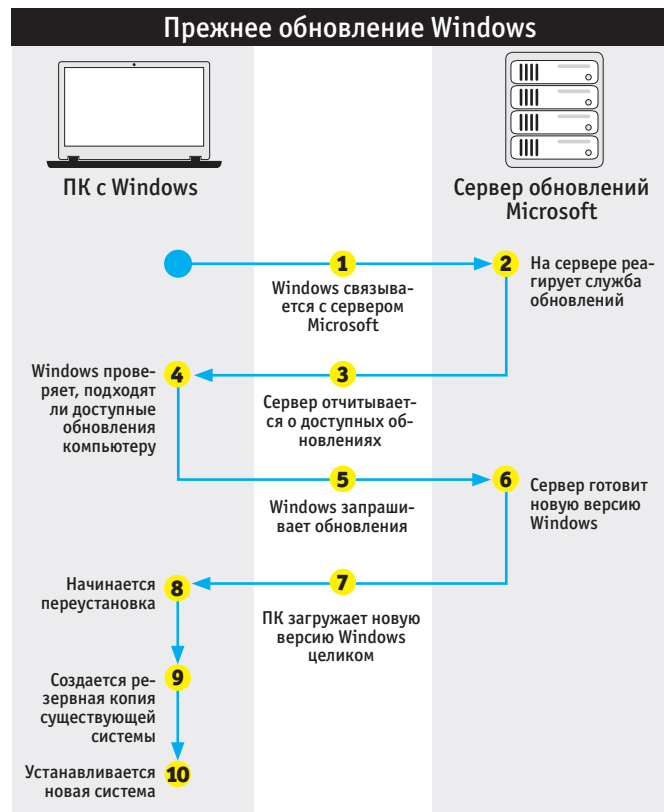 Прежнее обновление Windows
ПК с Windows
Сервер обновлений
Microsoft
1
Windows связыва-
ется с сервером
Microsoft
2
На сервере реа-
гирует служба
обновлений
3
Сервер отчитывает-
ся о доступных об-
новлениях
4
Windows прове-
ряет, подходят
ли доступные
обновления
компьютеру
5
Windows запраши-
вает обновления
6
Сервер готовит
новую версию
Windows
7
ПК загружает новую
версию Windows
целиком
8
Начинается
переустановка
9
Создается ре-
зервная копия
существующей
системы
10
Устанавливается
новая система